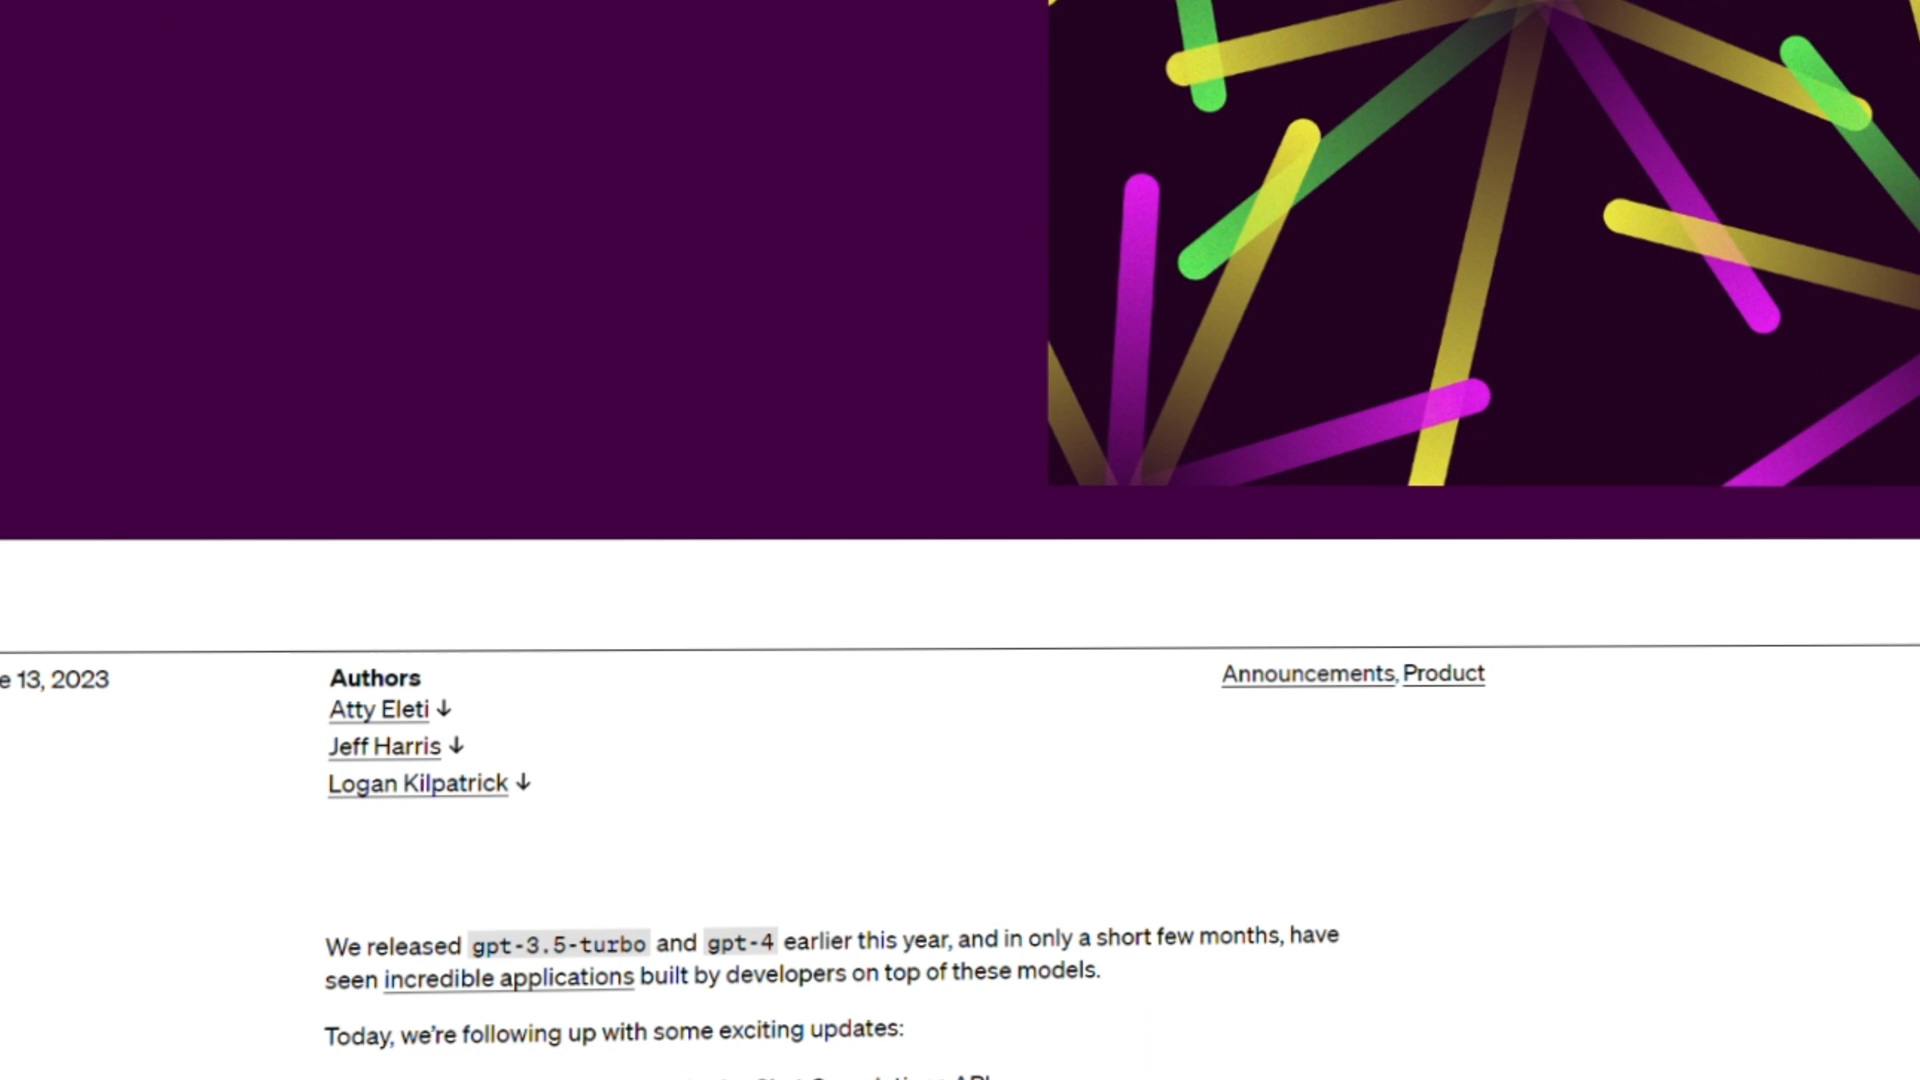 e 13, 2023
Authors
Atty Eleti ↓
Jeff Harris ↓
Logan Kilpatrick ↓
Announcements, Product
We released gpt-3.5-turbo and gpt-4 earlier this year, and in only a short few months, have
seen incredible applications built by developers on top of these models.
Today, we're following up with some exciting updates:
API